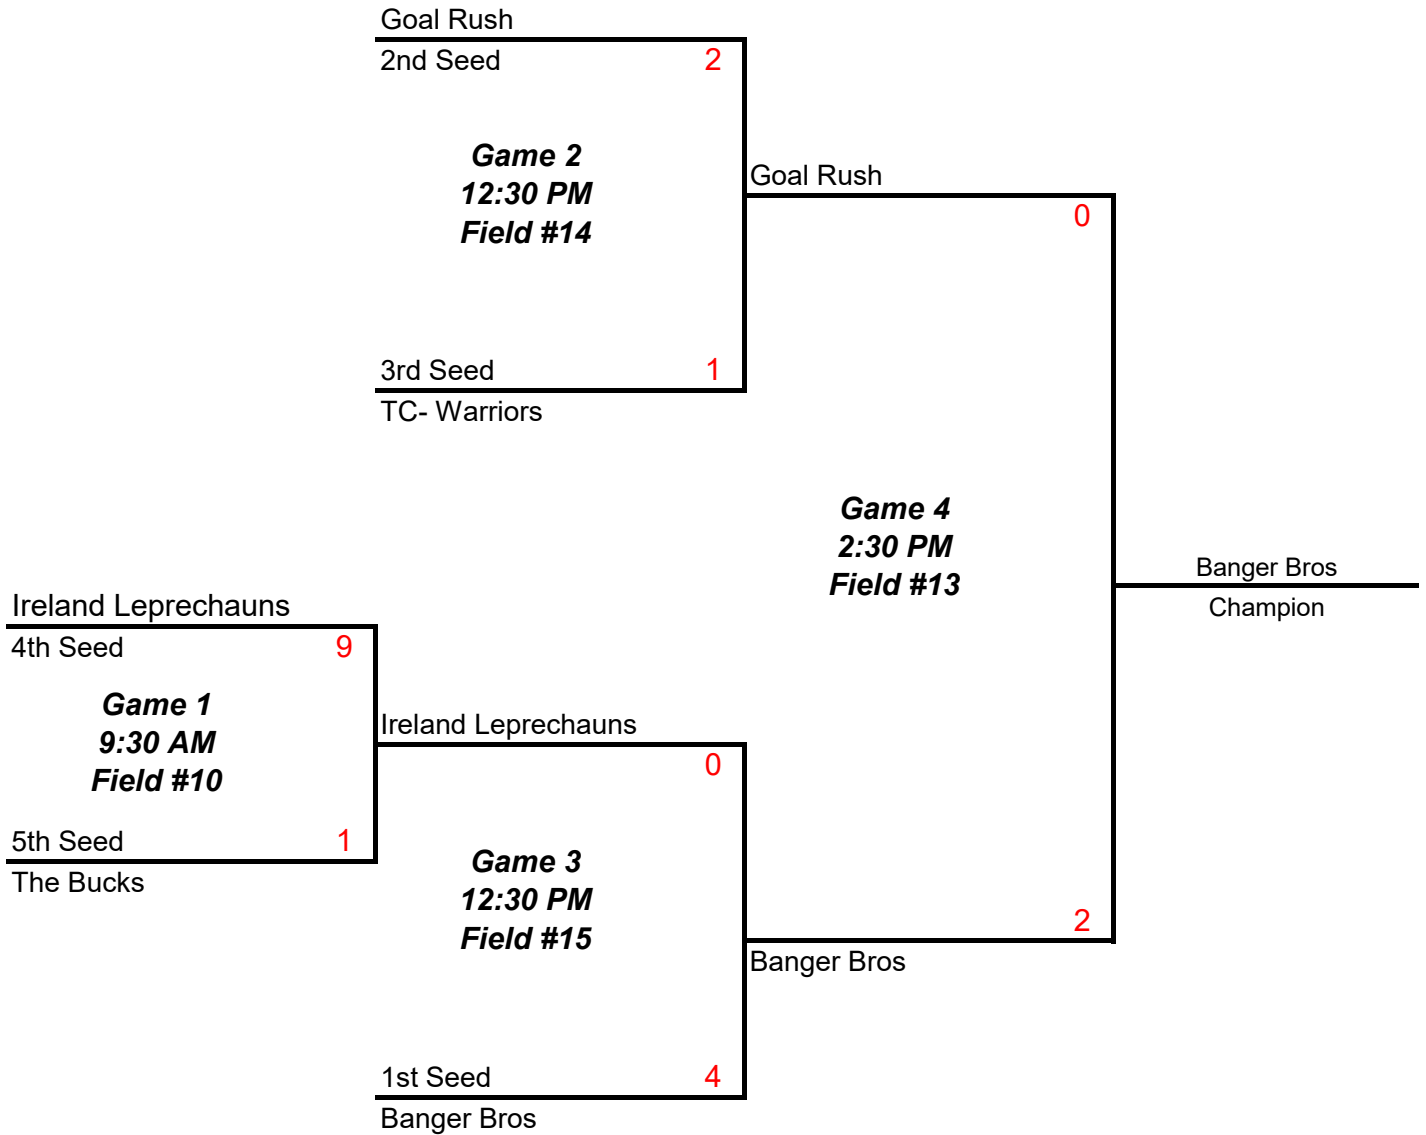 Goal Rush
2nd Seed
2
Game 2
12:30 PM
Field #14
3rd Seed
1
TC- Warriors
Goal Rush
0
Game 4
2:30 PM
Field #13
Banger Bros
Champion
Ireland Leprechauns
4th Seed
9
Game 1
9:30 AM
Field #10
5th Seed
1
The Bucks
Ireland Leprechauns
0
Game 3
12:30 PM
Field #15
2
Banger Bros
1st Seed
4
Banger Bros